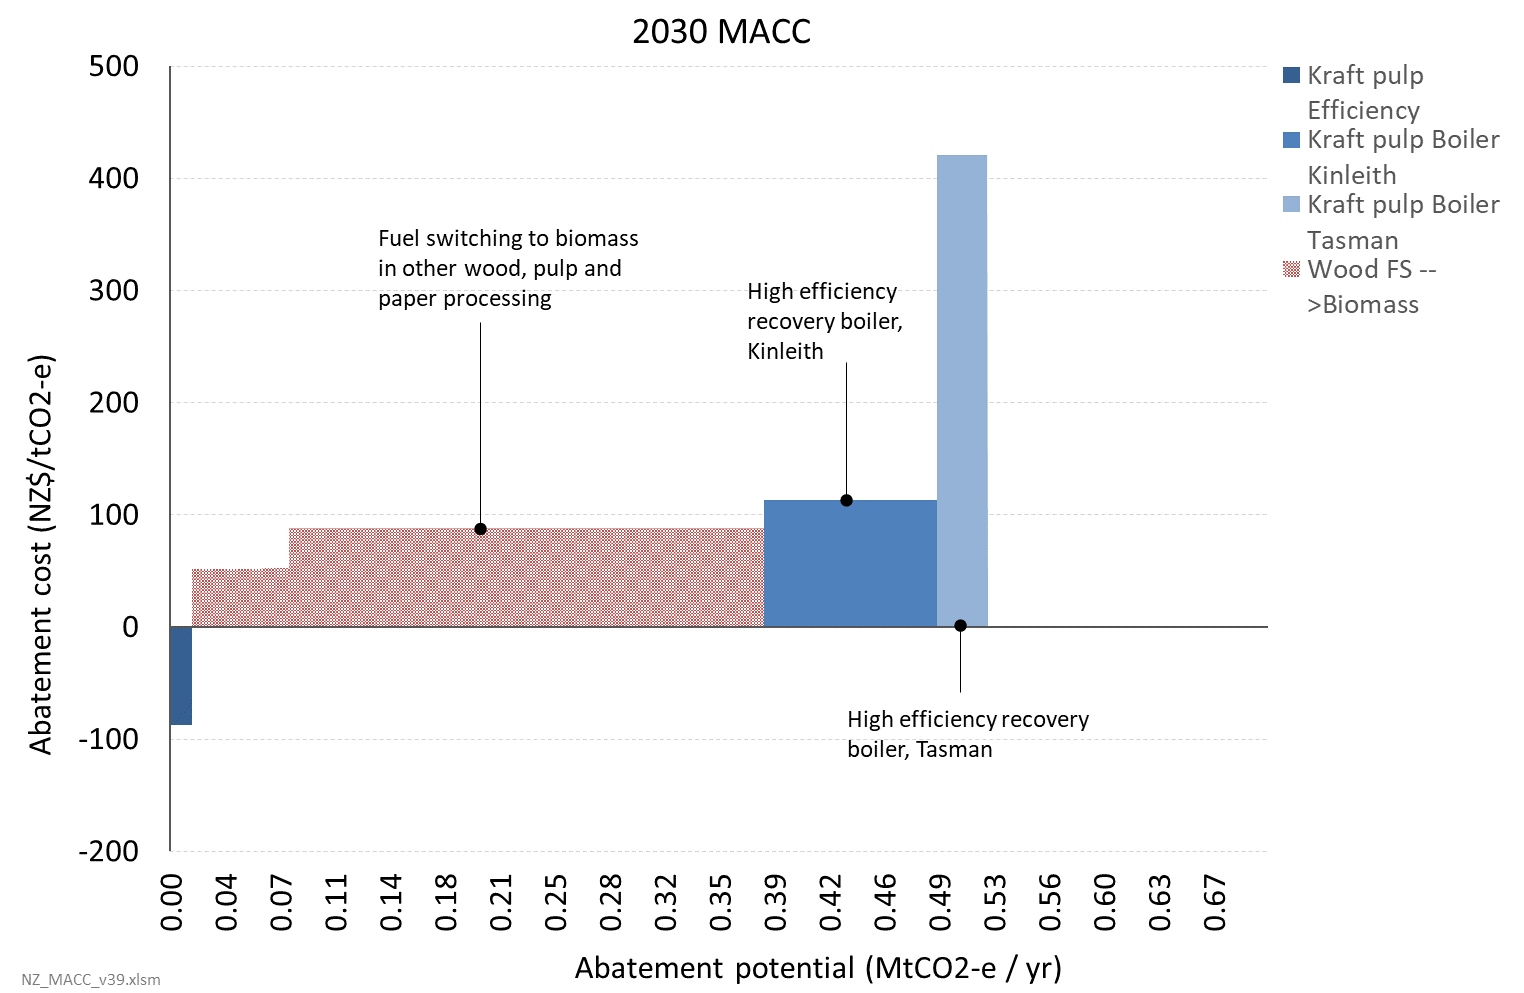 2030 MACC
500
400
300
200
100
0
-100
-200
Abatement cost (NZ$/tCO2-e)
Fuel switching to biomass
in other wood, pulp and
paper processing
High efficiency
recovery boiler,
Kinleith
High efficiency recovery
boiler, Tasman
Kraft pulp
Efficiency
Kraft pulp Boiler
Kinleith
Kraft pulp Boiler
Tasman
Wood FS --
>Biomass
0.00 0.04 0.07 0.11 0.14 0.18 0.21 0.25 0.28 0.32 0.35 0.39 0.42 0.46 0.49 0.53 0.56 0.60 0.63 0.67
Abatement potential (MtCO2-e / yr)
NZ_MACC_v39.xlsm